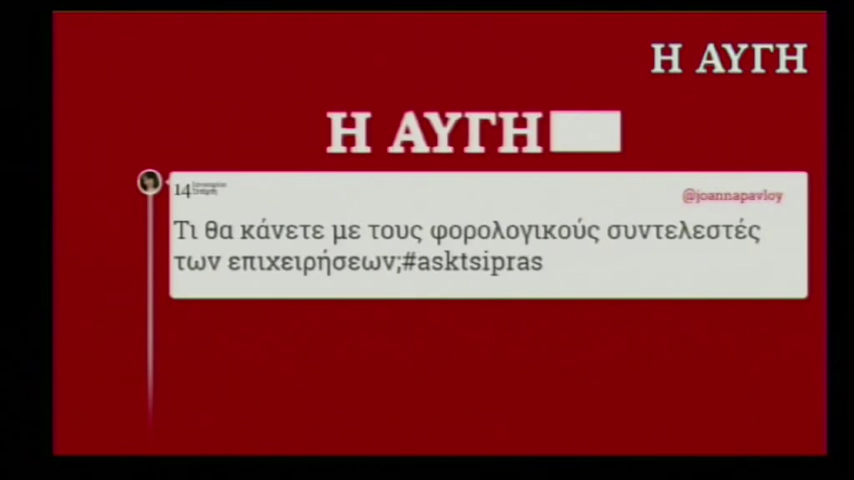 Η ΑΥΓΗ
Η ΑΥΓΗ
14
@joannapavloy
Τι θα κάνετε με τους φορολογικούς συντελεστές
των επιχειρήσεων;#asktsipras